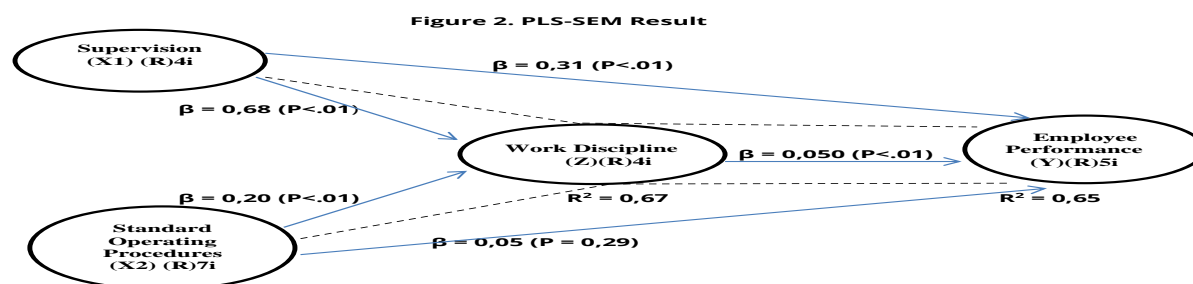 Figure 2. PLS-SEM Result
Supervision
(X1) (R)4i
β = 0,31 (P<.01)
β = 0,68 (P<.01)
Work Discipline
(Z)(R)4i
β = 0,050 (P<.01)
Employee
Performance
(Y)(R)5i
β = 0,20 (P<.01)
R² = 0,67
R² = 0,65
Standard
Operating
Procedures
(X2) (R)7i
β = 0,05 (P = 0,29)